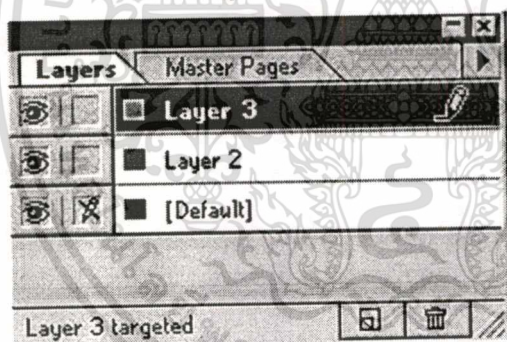 Layers Master Pages
Layer 3
Layer 2
[Default]
Layer 3 targeted